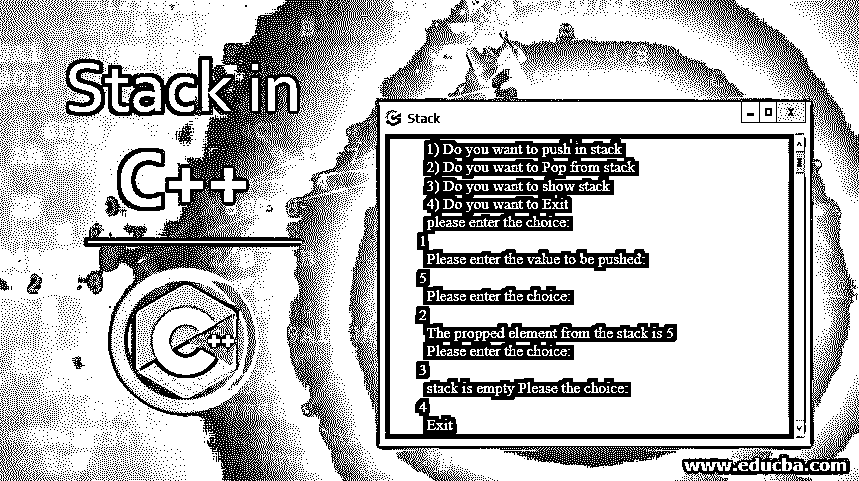 Stack in
C++
C++
Stack
1) Do you want to push in stack
2) Do you want to Pop from stack
3) Do you want to show stack
4) Do you want to Exit
please enter the choice:
1
Please enter the value to be pushed:
5
Please enter the choice:
2
The propped element from the stack is 5
Please enter the choice:
3
stack is empty Please the choice:
4
Exit
www.educba.com